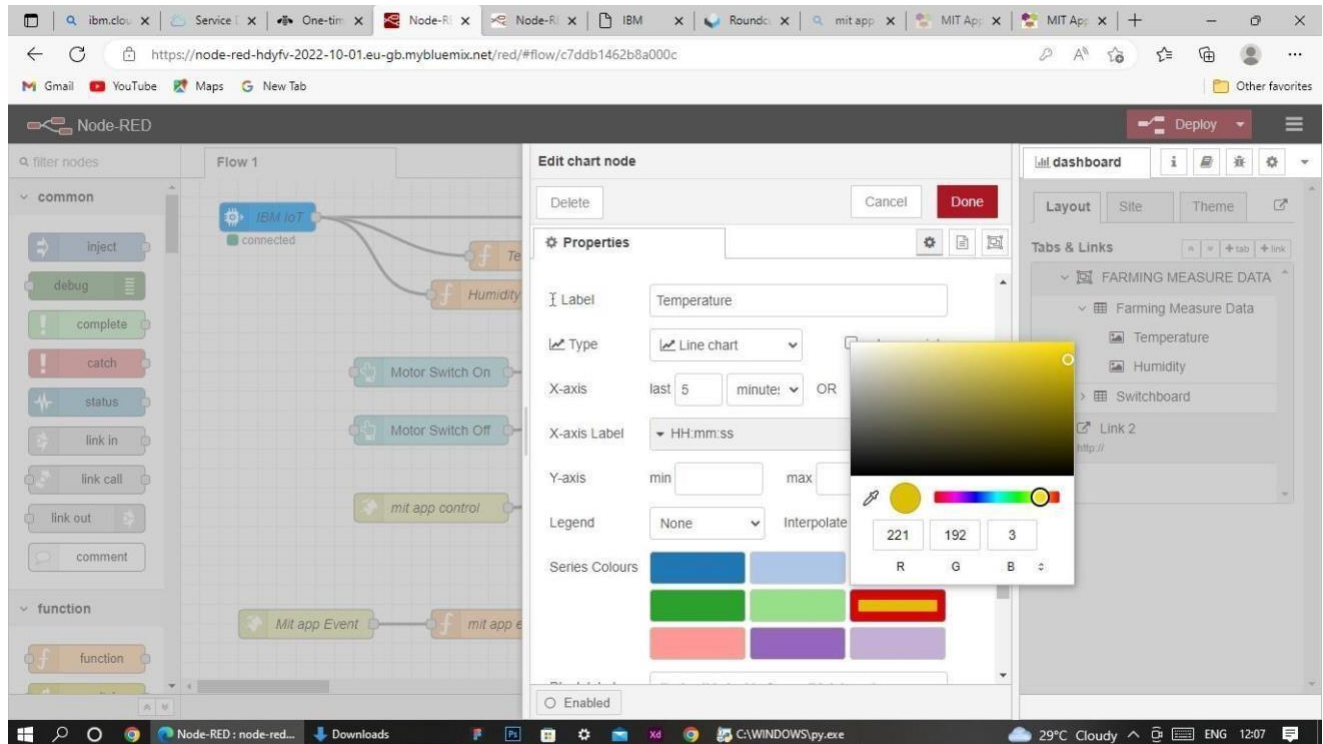 ibm.clou
Service
One-tim
Node-R
Node-R
IBM
Roundc
mit app
MIT App
MIT App
https://node-red-hdyfv-2022-10-01.eu-gb.mybluemix.net/red/#flow/c7ddb1462b8a000c
Gmail YouTube Maps New Tab Other favorites
Node-RED Deploy
filter nodes
Flow 1
Edit chart node
dashboard
common
Delete Cancel Done
Layout Site Theme
IBM IoT
connected
Properties
Tabs & Links
tab link
inject
debug
complete
catch
status
link in
link call
link out
comment
function
function
Te
Humidity
Motor Switch On
Motor Switch Off
mit app control
Mit app Event
mit app e
Label Temperature
Type Line chart
X-axis last 5 minutes OR
X-axis Label HH:mm:ss
Y-axis min max
Legend None Interpolate
Series Colours
Enabled
221 192 3
R G B
FARMING MEASURE DATA
Farming Measure Data
Temperature
Humidity
Switchboard
Link 2
http://
Node-RED : node-red... Downloads Ps Xd C:\WINDOWS\py.exe 29°C Cloudy ENG 12:07